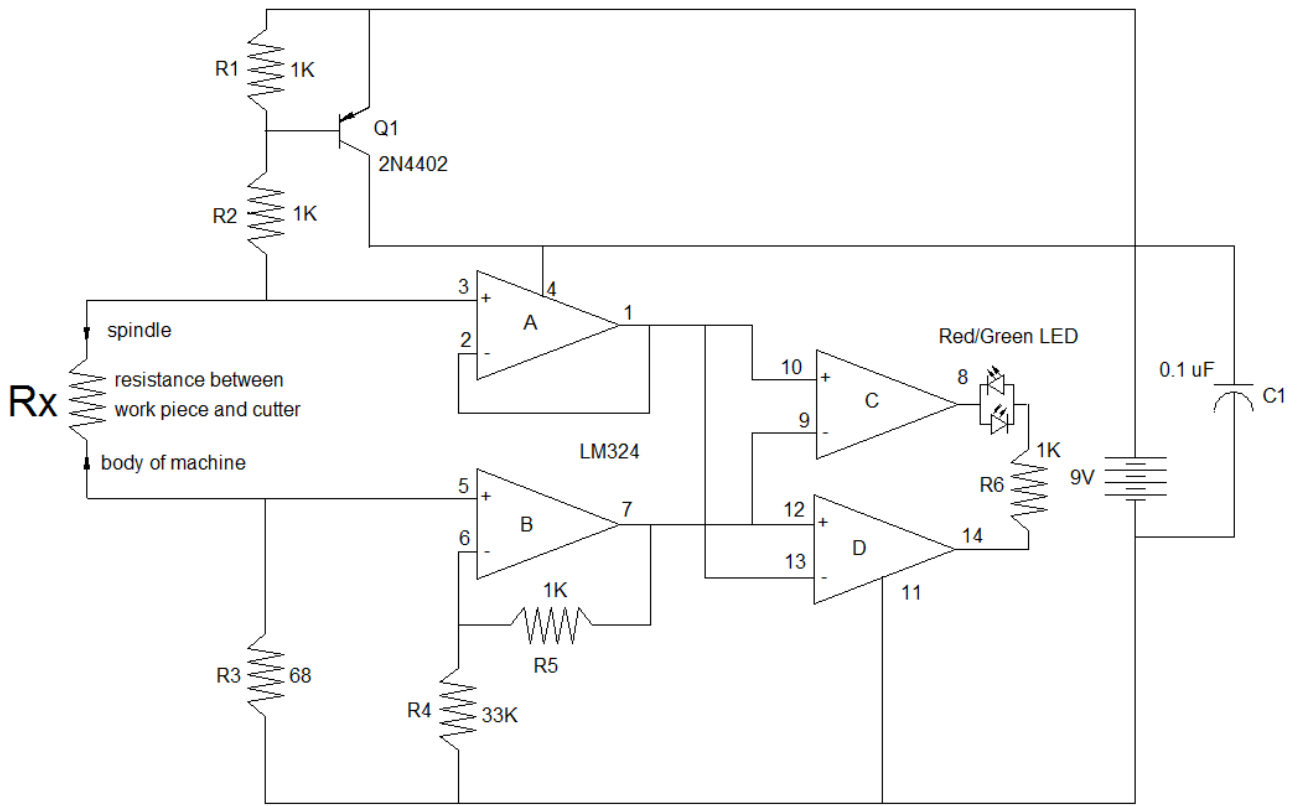 R1
1K
Q1
2N4402
R2
1K
3
+
4
A
1
2
-
spindle
Rx
resistance between
work piece and cutter
body of machine
Red/Green LED
10
+
C
8
9
-
0.1 uF
C1
LM324
1K
R6
9V
5
+
B
7
6
-
12
+
D
14
13
-
11
1K
R5
R3
68
R4
33K